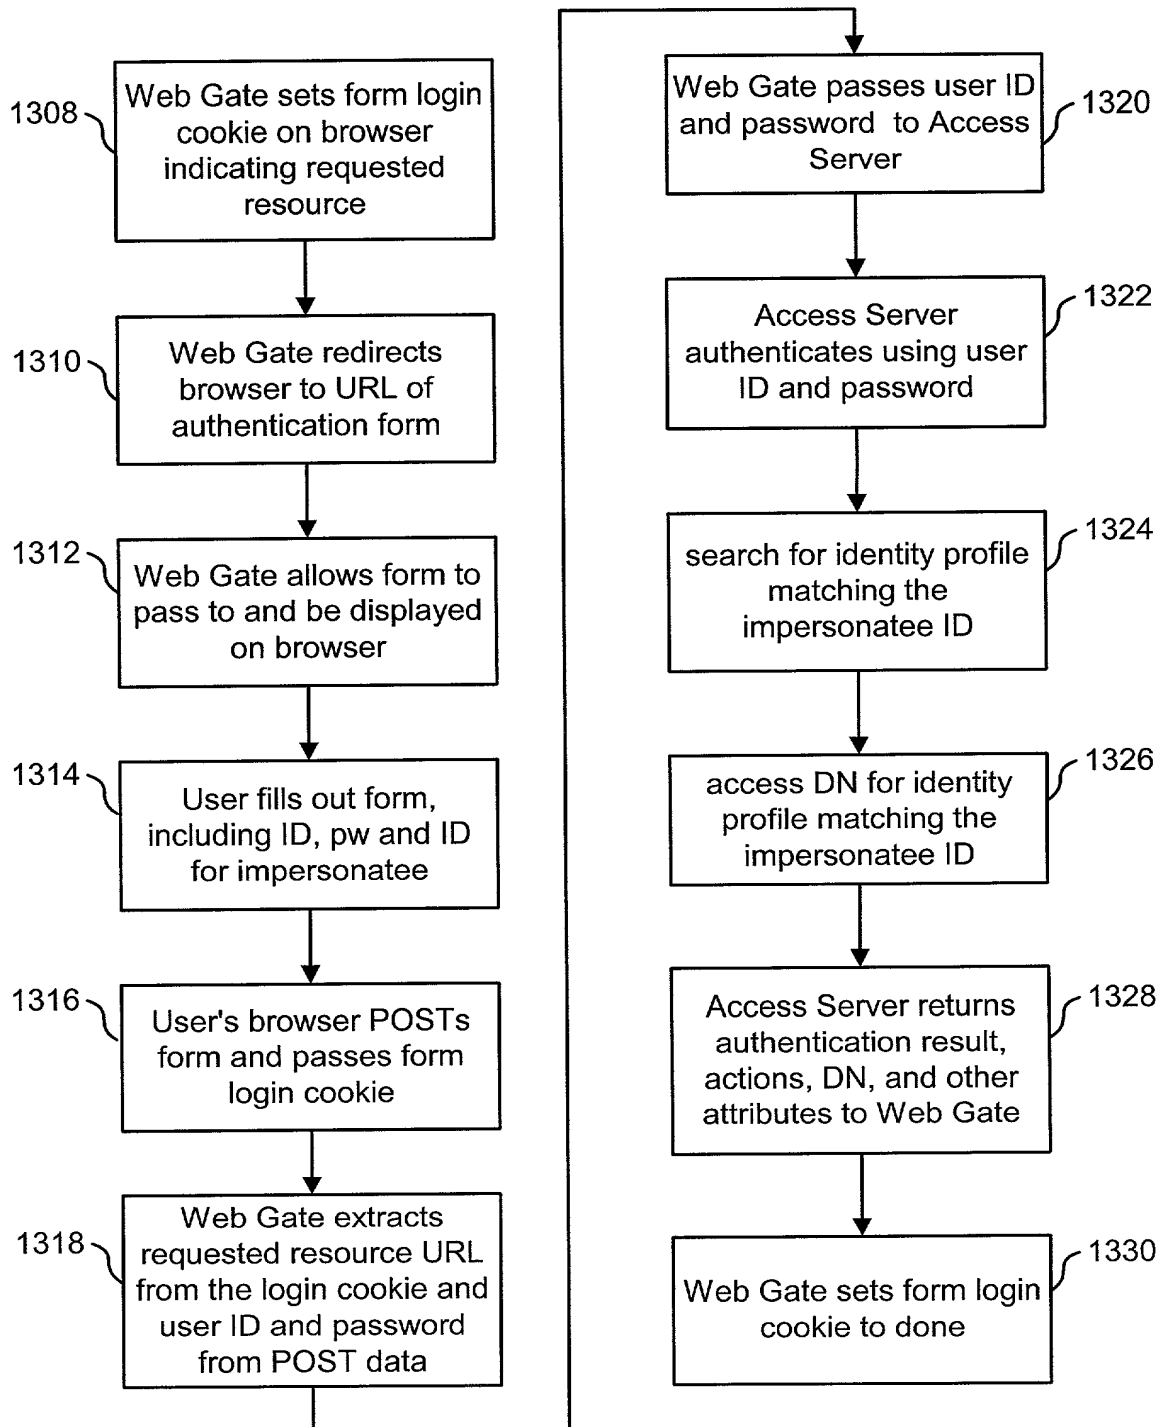 1308
Web Gate sets form login
cookie on browser
indicating requested
resource
1310
Web Gate redirects
browser to URL of
authentication form
1312
Web Gate allows form to
pass to and be displayed
on browser
1314
User fills out form,
including ID, pw and ID
for impersonatee
1316
User's browser POSTs
form and passes form
login cookie
1318
Web Gate extracts
requested resource URL
from the login cookie and
user ID and password
from POST data
Web Gate passes user ID
and password to Access
Server
1320
Access Server
authenticates using user
ID and password
1322
search for identity profile
matching the
impersonatee ID
1324
access DN for identity
profile matching the
impersonatee ID
1326
Access Server returns
authentication result,
actions, DN, and other
attributes to Web Gate
1328
Web Gate sets form login
cookie to done
1330